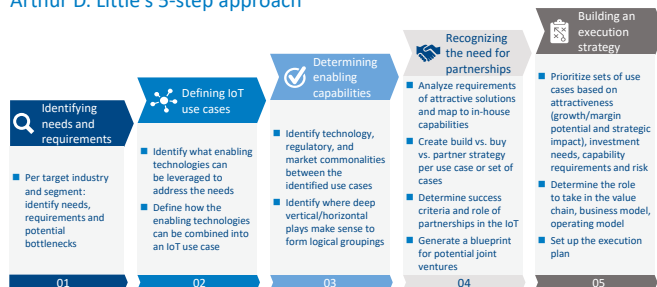 Arthur D. Little's 5-step approach
Identifying
needs and
requirements
Per target industry
and segment:
identify needs,
requirements and
potential
bottlenecks
01
Defining IoT
use cases
Identify what enabling
technologies can
be leveraged to
address the needs
Define how the
enabling technologies
can be combined into
an IoT use case
02
Determining
enabling
capabilities
Identify technology,
regulatory, and
market commonalities
between the
identified use cases
Identify where deep
vertical/horizontal
plays make sense to
form logical groupings
03
Recognizing
the need for
partnerships
Analyze requirements
of attractive solutions
and map to in-house
capabilities
Create build vs. buy
vs. partner strategy
per use case or set of
cases
Determine success
criteria and role of
partnerships in the IoT
Generate a blueprint
for potential joint
ventures
04
Building an
execution
strategy
Prioritize sets of use
cases based on
attractiveness
(growth/margin
potential and strategic
impact), investment
needs, capability
requirements and risk
Determine the role
to take in the value
chain, business model,
operating model
Set up the execution
plan
05